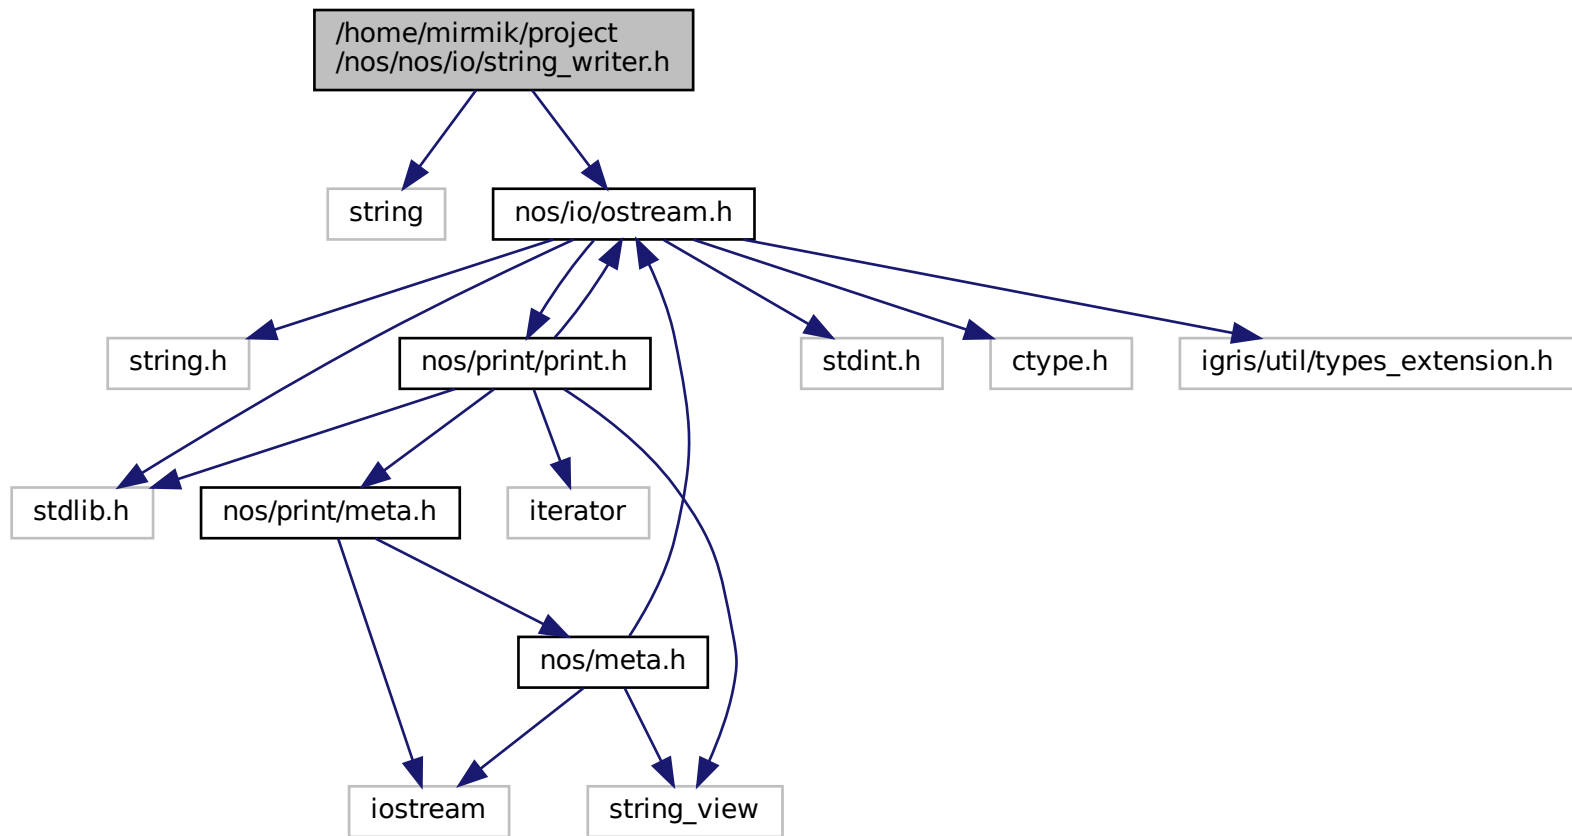 /home/mirmik/project
/nos/nos/io/string_writer.h
string
nos/io/ostream.h
string.h
nos/print/print.h
stdint.h
ctype.h
igris/util/types_extension.h
stdlib.h
nos/print/meta.h
iterator
nos/meta.h
iostream
string_view